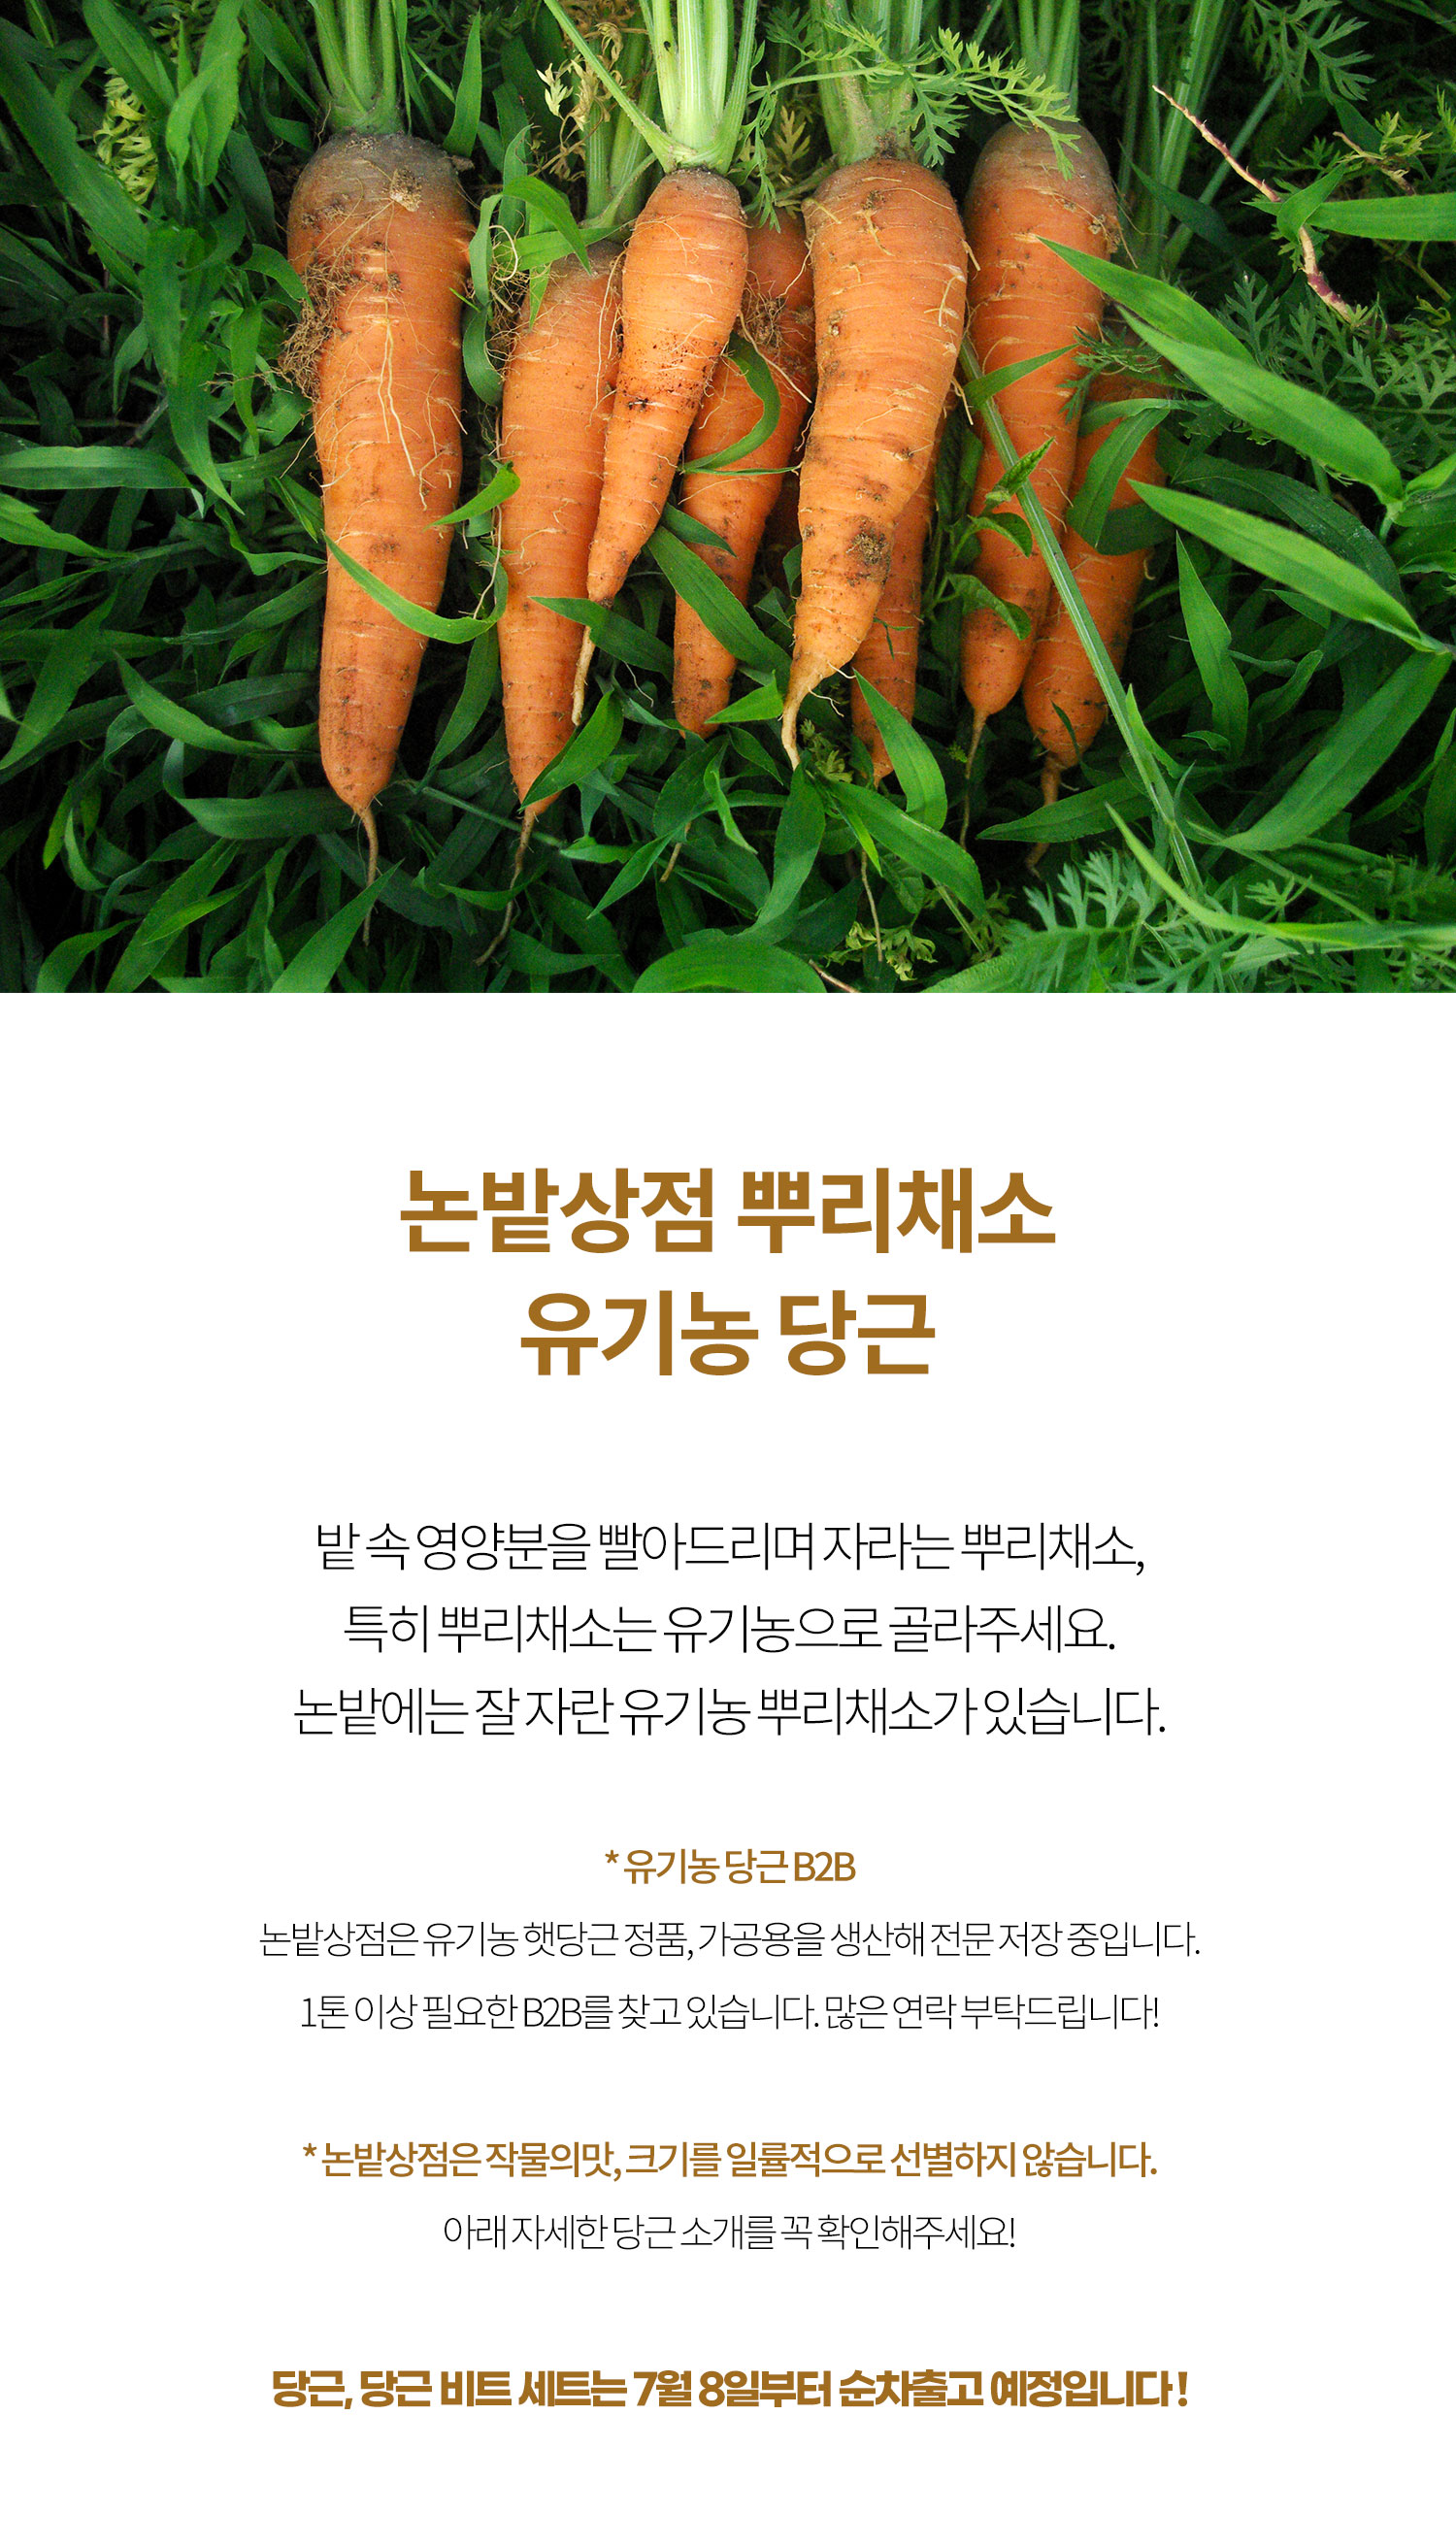 논밭상점 뿌리채소
유기농 당근
밭 속 영양분을 빨아드리며 자라는 뿌리채소,
특히 뿌리채소는 유기농으로 골라주세요.
논밭에는 잘 자란 유기농 뿌리채소가 있습니다.
* 유기농 당근 B2B
논밭상점은 유기농 햇당근 정품, 가공용을 생산해 전문 저장 중입니다.
1톤 이상 필요한 B2B를 찾고 있습니다. 많은 연락 부탁드립니다!
* 논밭상점은 작물의맛, 크기를 일률적으로 선별하지 않습니다.
아래 자세한 당근 소개를 꼭 확인해주세요!
당근, 당근 비트 세트는 7월 8일부터 순차출고 예정입니다!